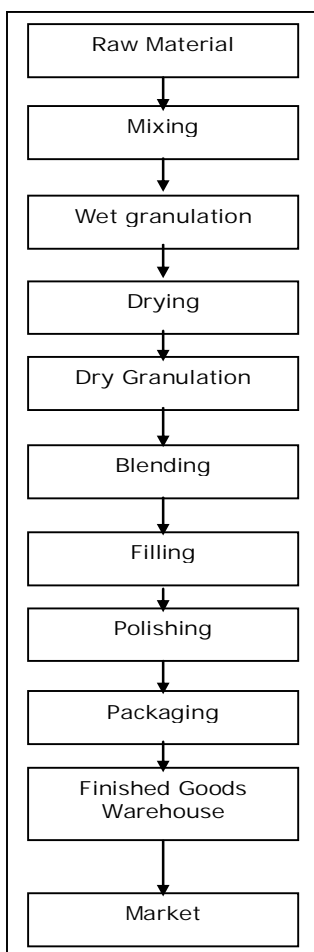 Raw Material
Mixing
Wet granulation
Drying
Dry Granulation
Blending
Filling
Polishing
Packaging
Finished Goods
Warehouse
Market